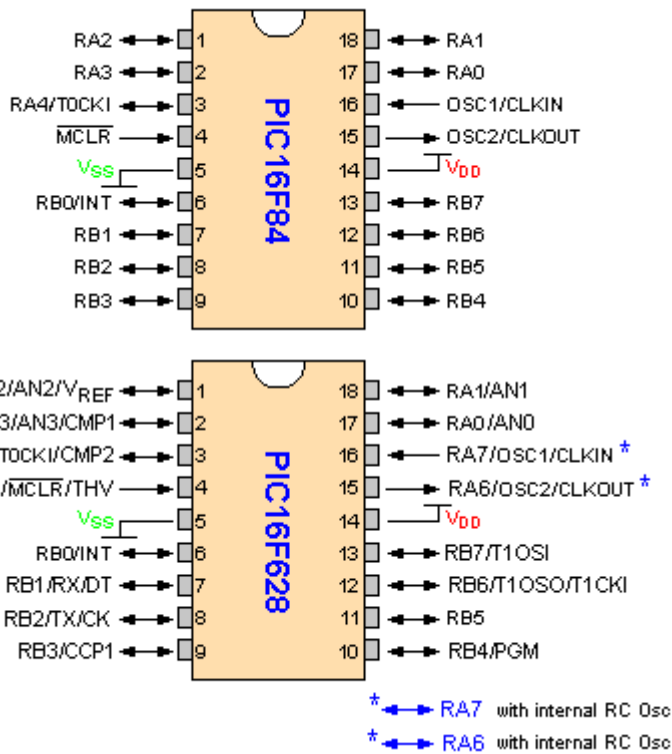 RA2 1 18 RA1
RA3 2 17 RA0
RA4/T0CKI 3 16 OSC1/CLKIN
MCLR 4 15 OSC2/CLKOUT
VSS 5 14 VDD
RB0/INT 6 13 RB7
RB1 7 12 RB6
RB2 8 11 RB5
RB3 9 10 RB4
PIC16F84
2/AN2/VREF 1 18 RA1/AN1
3/AN3/CMP1 2 17 RA0/AN0
T0CKI/CMP2 3 16 RA7/OSC1/CLKIN *
/MCLR/THV 4 15 RA6/OSC2/CLKOUT *
VSS 5 14 VDD
RB0/INT 6 13 RB7/T1OSI
RB1/RX/DT 7 12 RB6/T1OSO/T1CKI
RB2/TX/CK 8 11 RB5
RB3/CCP1 9 10 RB4/PGM
PIC16F628
* RA7 with internal RC Osc
* RA6 with internal RC Osc